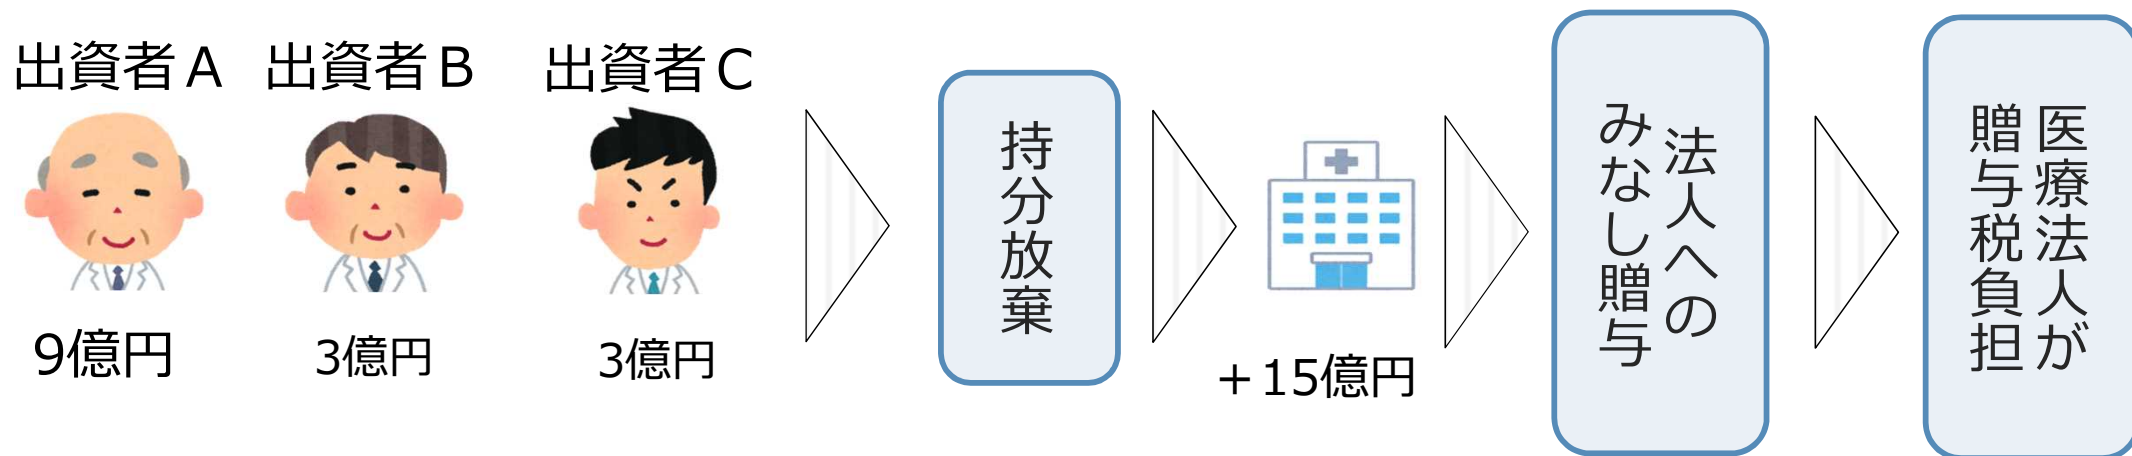 出資者A
出資者B
出資者C
9億円
3億円
3億円
持分放棄
+15億円
法人への
みなし贈与
医療法人が
贈与税負担